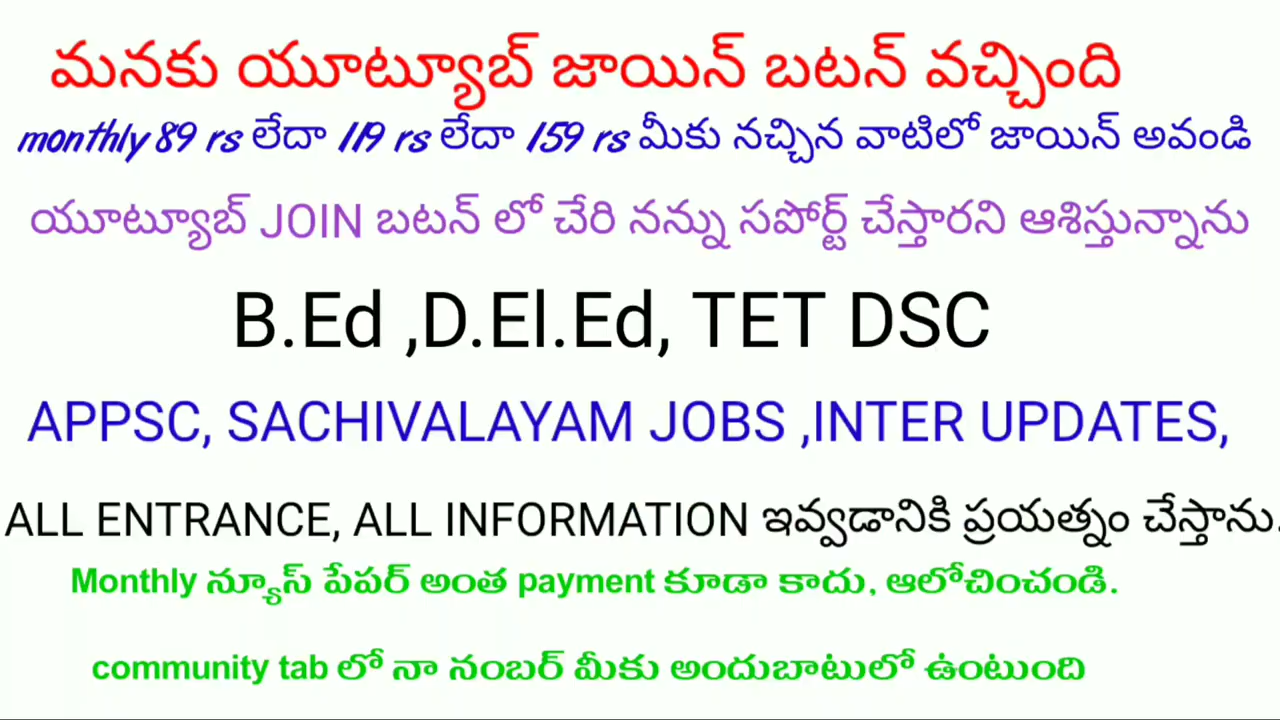 మనకు యూట్యూబ్ జాయిన్ బటన్ వచ్చింది
monthly 89 rs లేదా 119 rs లేదా 159 rs మీకు నచ్చిన వాటిలో జాయిన్ అవండి
యూట్యూబ్ JOIN బటన్ లో చేరి నన్ను సపోర్ట్ చేస్తారని ఆశిస్తున్నాను
B.Ed ,D.El.Ed, TET DSC
APPSC, SACHIVALAYAM JOBS ,INTER UPDATES,
ALL ENTRANCE, ALL INFORMATION ఇవ్వడానికి ప్రయత్నం చేస్తాను.
Monthly న్యూస్ పేపర్ అంత payment కూడా కాదు, ఆలోచించండి.
community tab లో నా నంబర్ మీకు అందుబాటులో ఉంటుంది